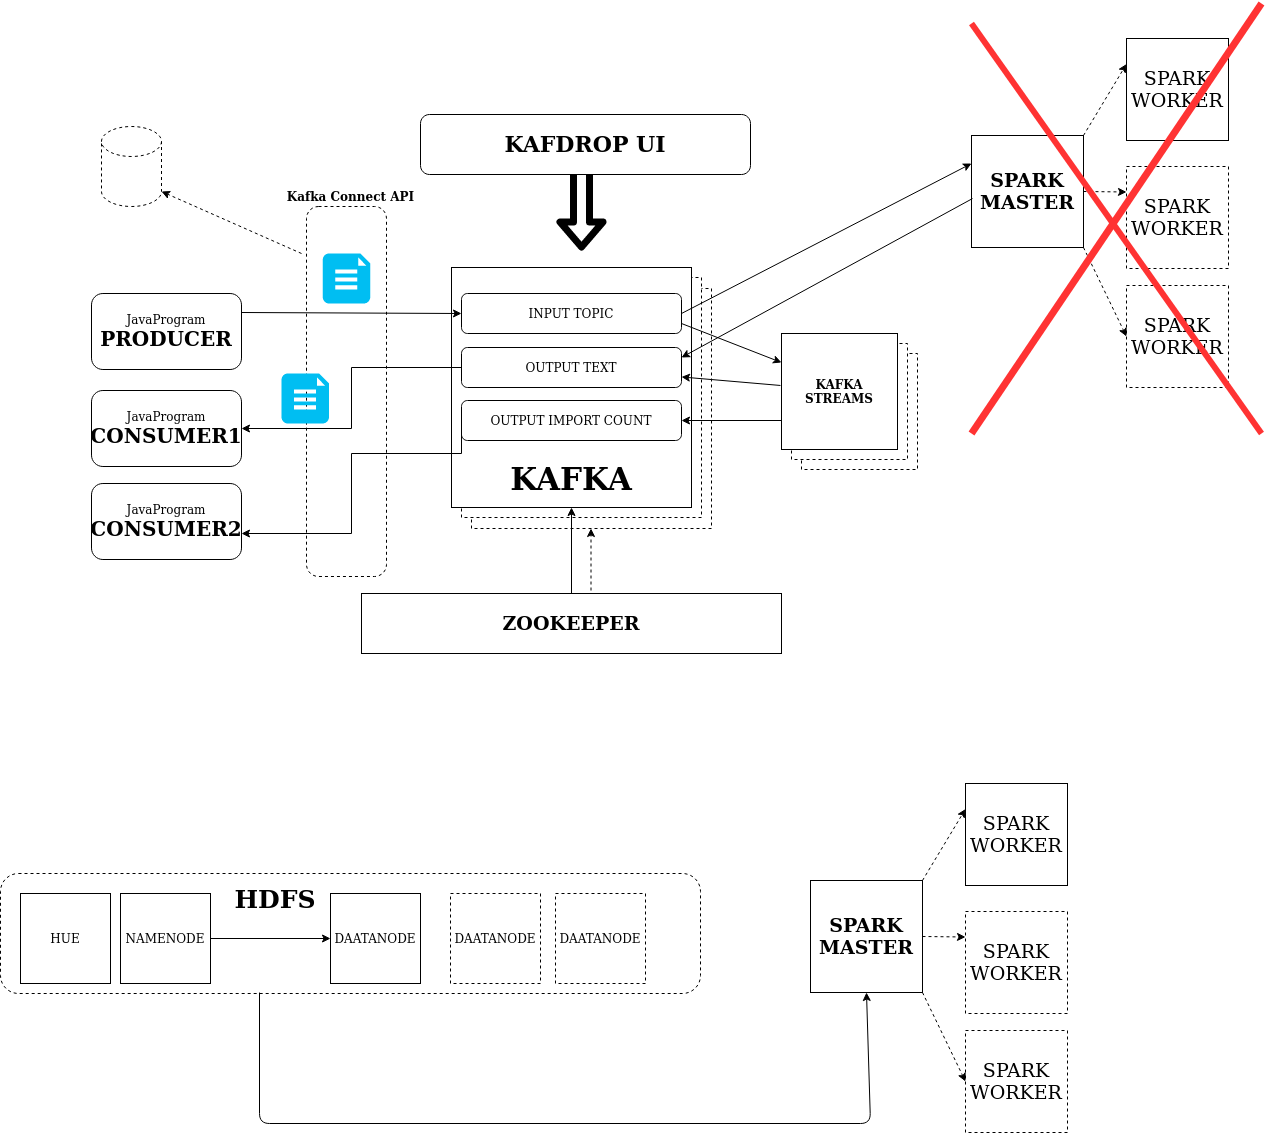 SPARK
WORKER
KAFDROP UI
SPARK
MASTER
Kafka Connect API
SPARK
WORKER
JavaProgram
PRODUCER
INPUT TOPIC
SPARK
WORKER
OUTPUT TEXT
KAFKA
STREAMS
JavaProgram
CONSUMER1
OUTPUT IMPORT COUNT
KAFKA
JavaProgram
CONSUMER2
ZOOKEEPER
SPARK
WORKER
HDFS
HUE
NAMENODE
DAATANODE
DAATANODE
DAATANODE
SPARK
MASTER
SPARK
WORKER
SPARK
WORKER